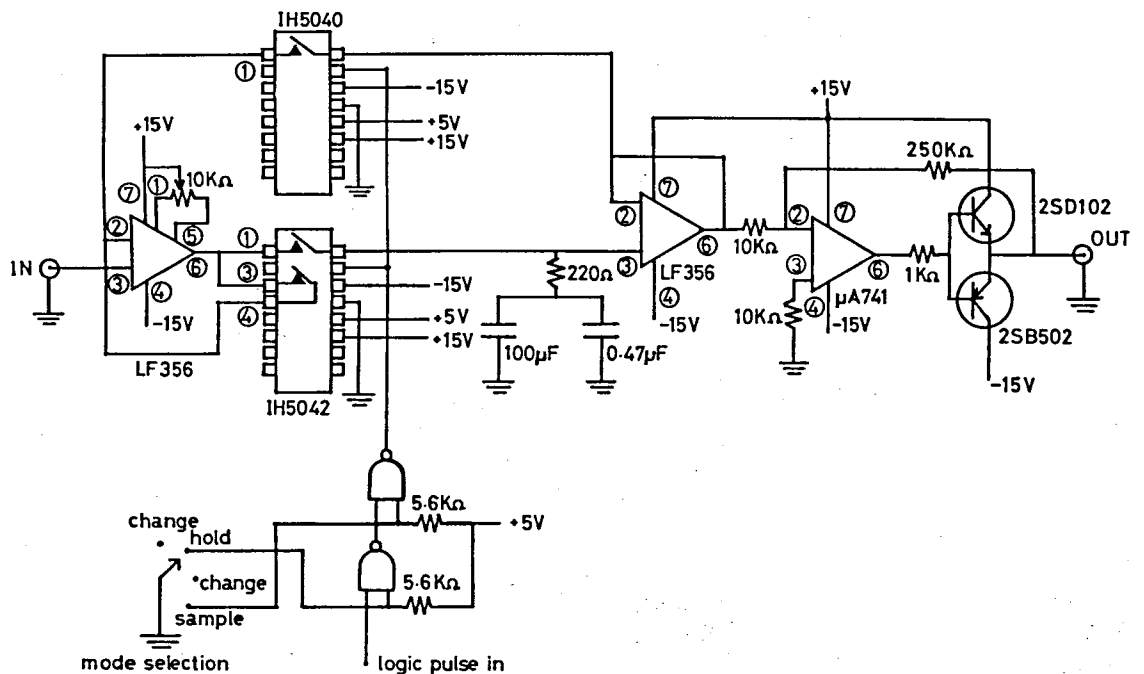 IH5040
①
-15V
+5V
+15V
+15V
⑦
①
10KΩ
②
⑤
IN
③
⑥
④
-15V
LF356
①
③
④
-15V
+5V
+15V
IH5042
220Ω
100µF
0·47µF
②
⑦
③
⑥
LF356
④
-15V
10KΩ
+15V
250KΩ
②
⑦
③
⑥
④
µA741
10KΩ
-15V
1KΩ
2SD102
OUT
2SB502
-15V
5·6KΩ
+5V
change
hold
change
5·6KΩ
sample
mode selection
logic pulse in